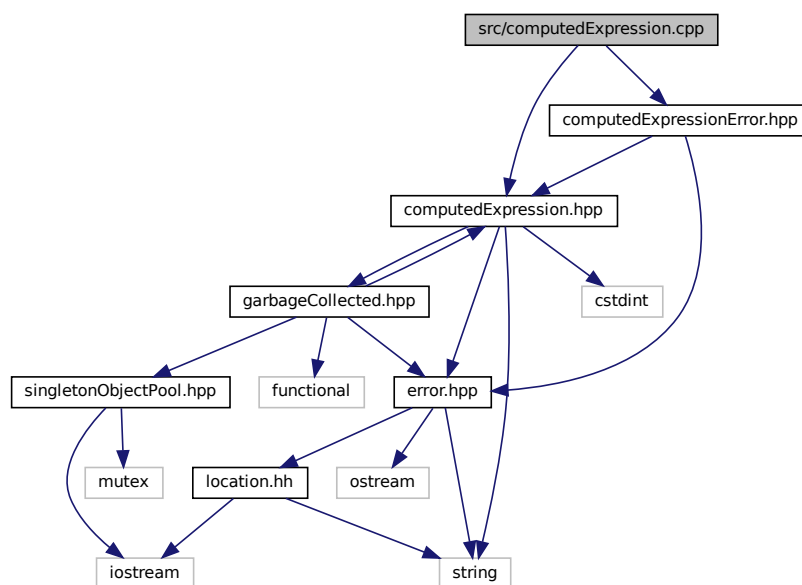 src/computedExpression.cpp
computedExpressionError.hpp
computedExpression.hpp
garbageCollected.hpp
cstdint
singletonObjectPool.hpp
functional
error.hpp
mutex
location.hh
ostream
iostream
string